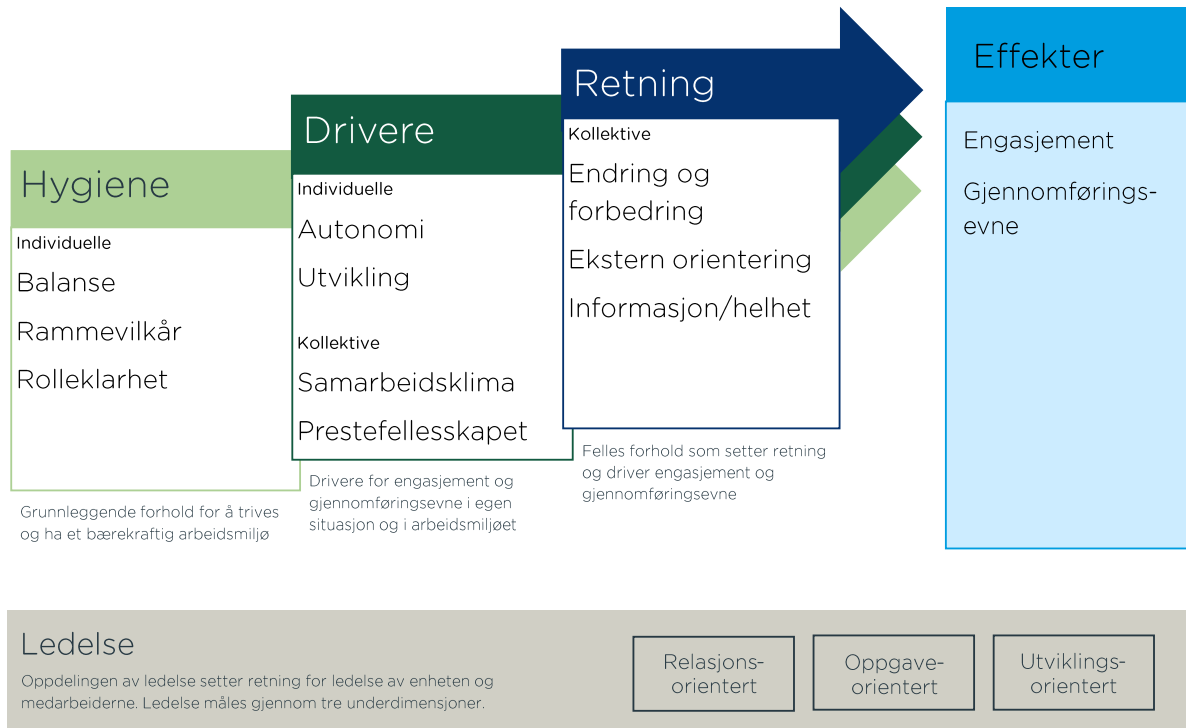 Hygiene
Individuelle
Balanse
Rammevilkår
Rolleklarhet
Grunnleggende forhold for å trives
og ha et bærekraftig arbeidsmiljø
Drivere
Individuelle
Autonomi
Utvikling
Kollektive
Samarbeidsklima
Prestefellesskapet
Drivere for engasjement og
gjennomføringsevne i egen
situasjon og i arbeidsmiljøet
Retning
Kollektive
Endring og
forbedring
Ekstern orientering
Informasjon/helhet
Felles forhold som setter retning
og driver engasjement og
gjennomføringsevne
Effekter
Engasjement
Gjennomførings-
evne
Ledelse
Oppdelingen av ledelse setter retning for ledelse av enheten og
medarbeiderne. Ledelse måles gjennom tre underdimensjoner.
Relasjons-
orientert
Oppgave-
orientert
Utviklings-
orientert